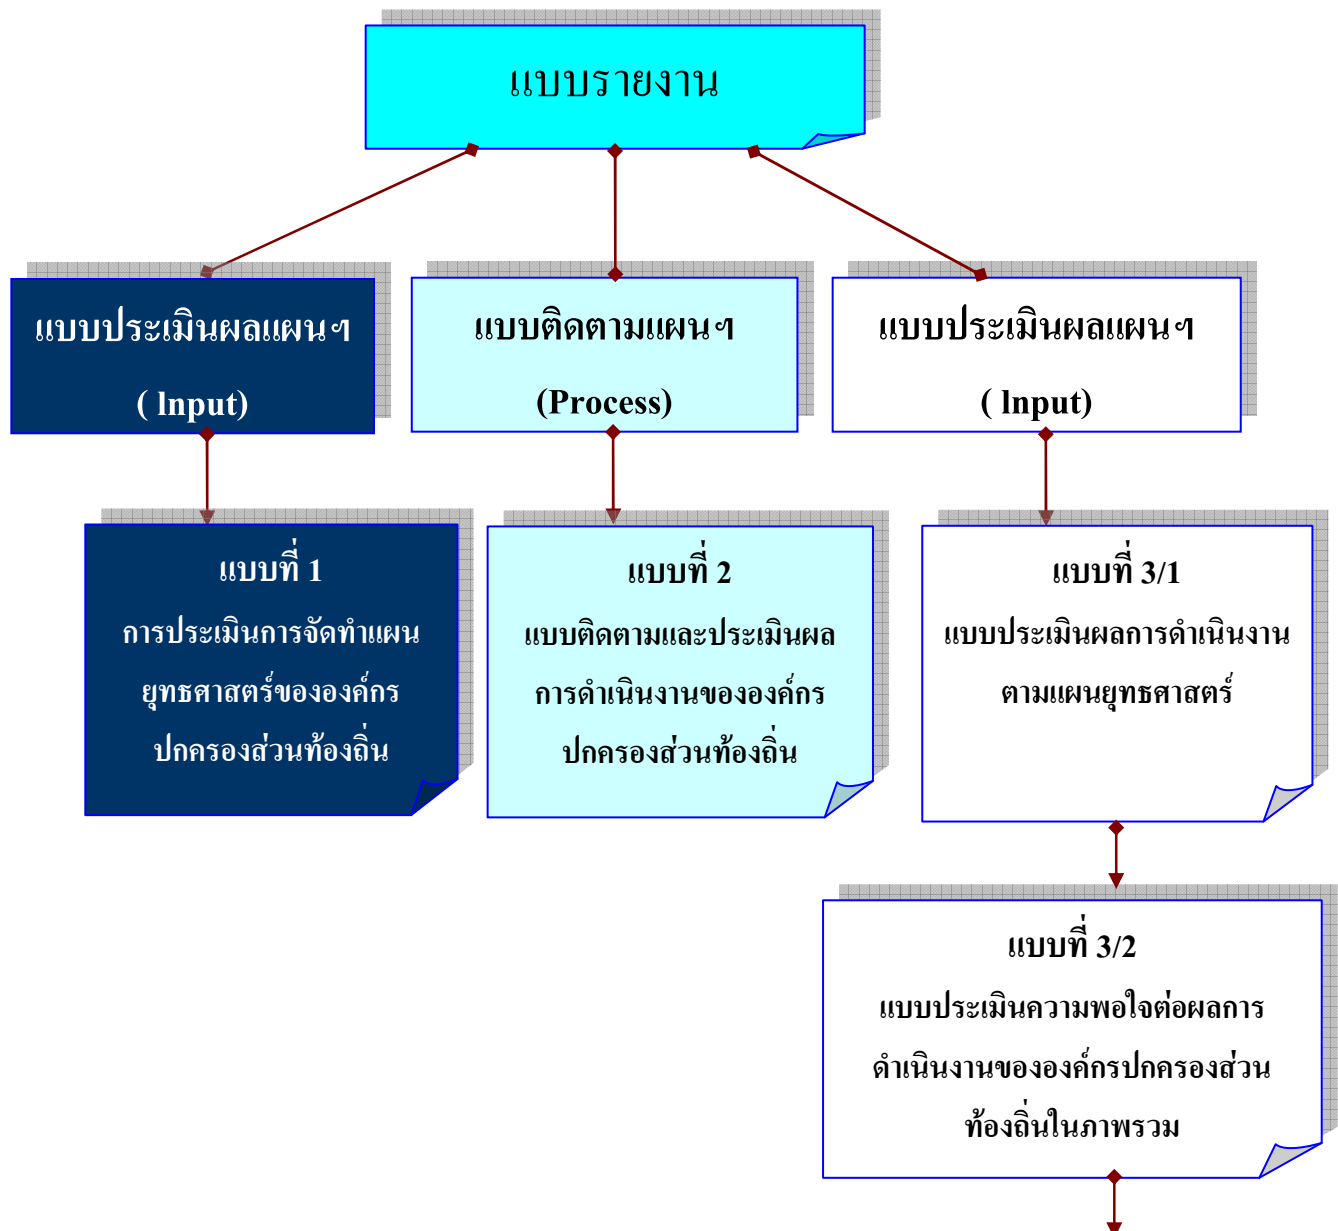 แบบรายงาน
แบบประเมินผลแผนฯ
( Input)
แบบติดตามแผนฯ
(Process)
แบบประเมินผลแผนฯ
( Input)
แบบที่ 1
การประเมินการจัดทำแผน
ยุทธศาสตร์ขององค์กร
ปกครองส่วนท้องถิ่น
แบบที่ 2
แบบติดตามและประเมินผล
การดำเนินงานขององค์กร
ปกครองส่วนท้องถิ่น
แบบที่ 3/1
แบบประเมินผลการดำเนินงาน
ตามแผนยุทธศาสตร์
แบบที่ 3/2
แบบประเมินความพอใจต่อผลการ
ดำเนินงานขององค์กรปกครองส่วน
ท้องถิ่นในภาพรวม